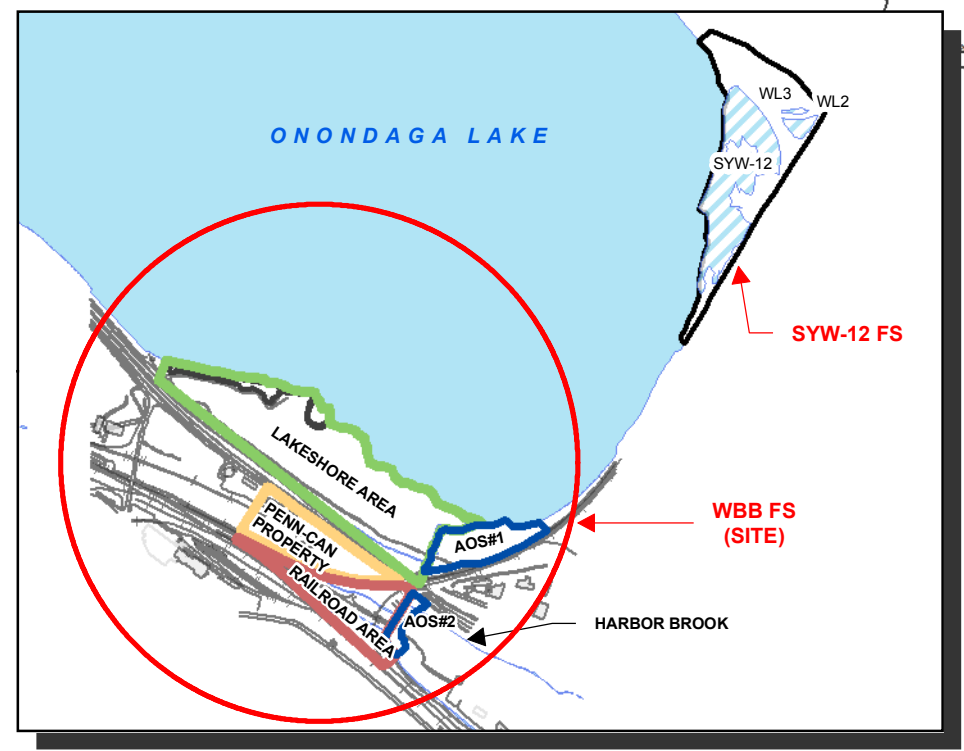 WL3
WL2
ONONDAGA LAKE
SYW-12
SYW-12 FS
LAKESHORE AREA
PENN-CAN
PROPERTY
WBB FS
(SITE)
AOS#1
RAILROAD AREA
AOS#2
HARBOR BROOK